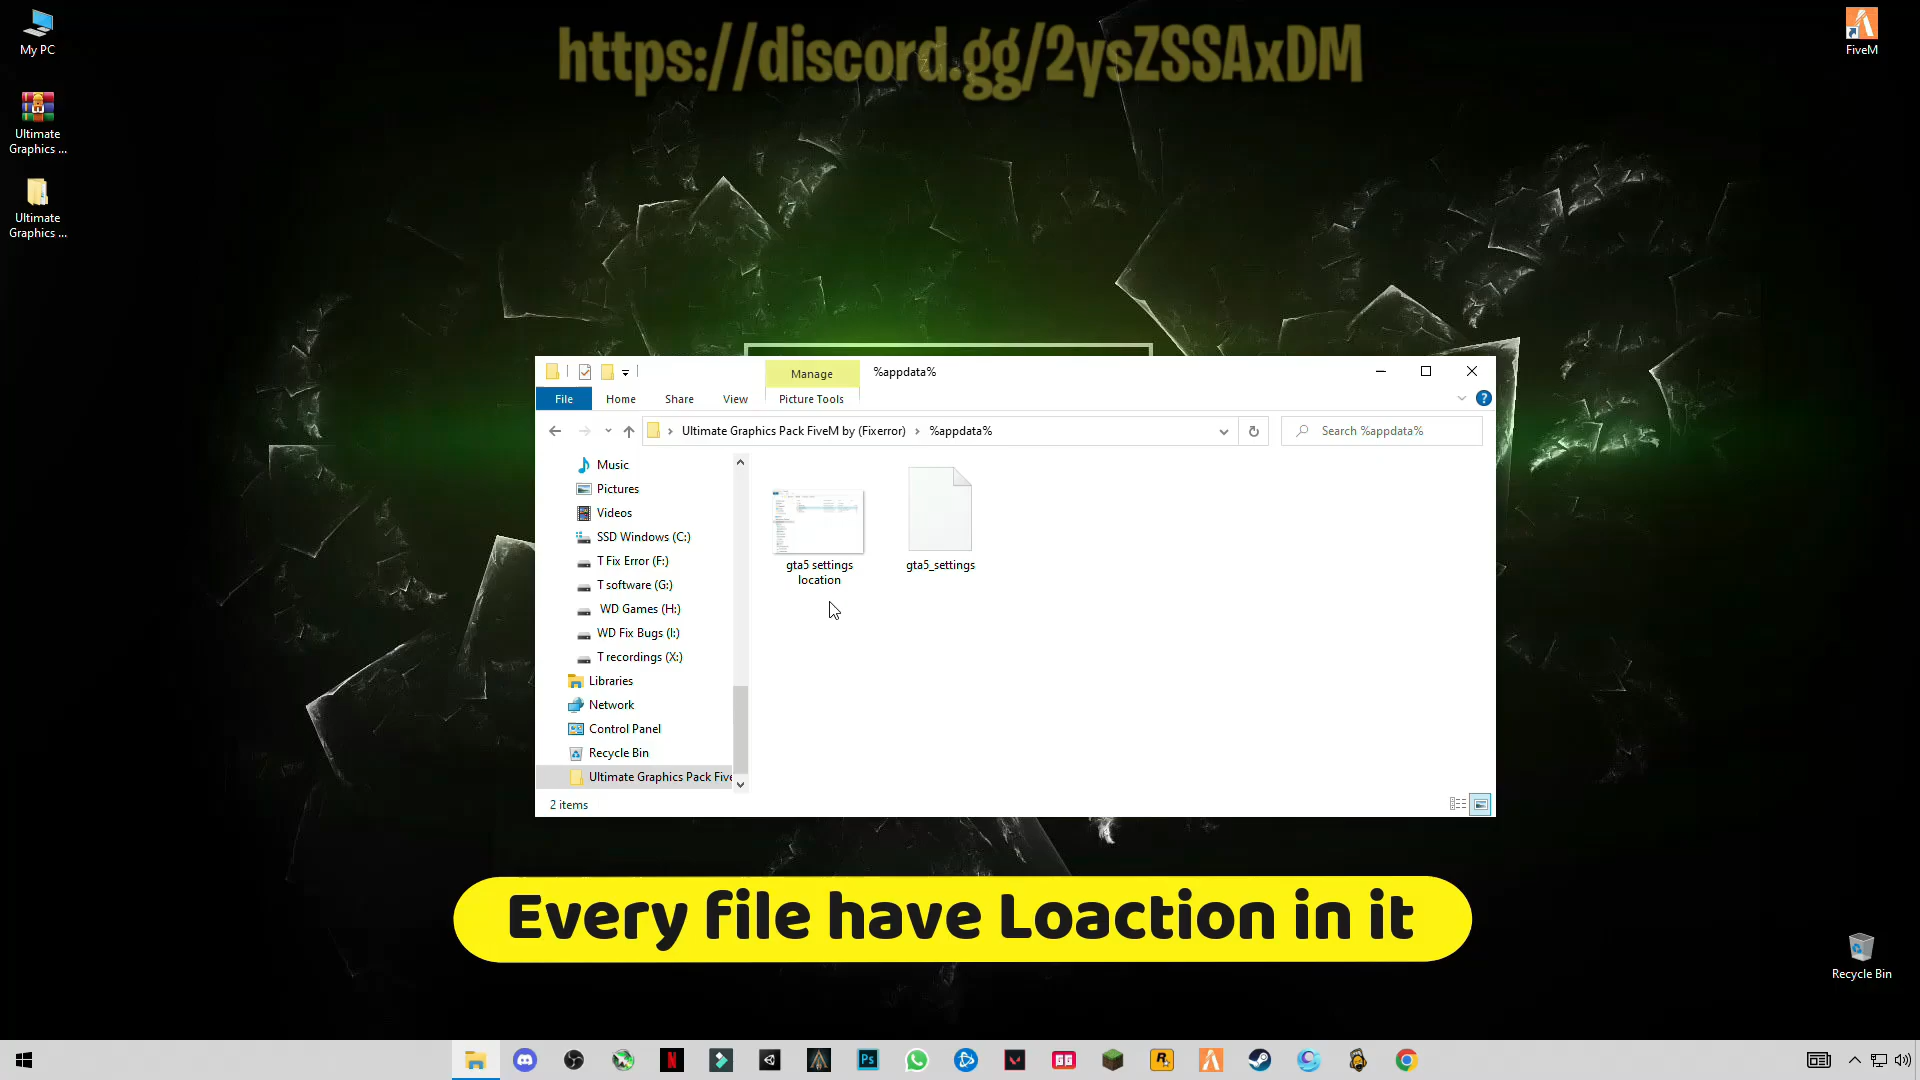 https://discord.gg/2ysZSSAxDM
My PC
FiveM
Ultimate
Graphics ...
Ultimate
Graphics ...
Manage
%appdata%
File
Home
Share
View
Picture Tools
Ultimate Graphics Pack FiveM by (Fixerror)
%appdata%
Search %appdata%
Music
Pictures
Videos
SSD Windows (C:)
T Fix Error (F:)
T software (G:)
WD Games (H:)
WD Fix Bugs (I:)
T recordings (X:)
Libraries
Network
Control Panel
Recycle Bin
Ultimate Graphics Pack Five
gta5 settings
location
gta5_settings
2 items
Every file have Loaction in it
Recycle Bin